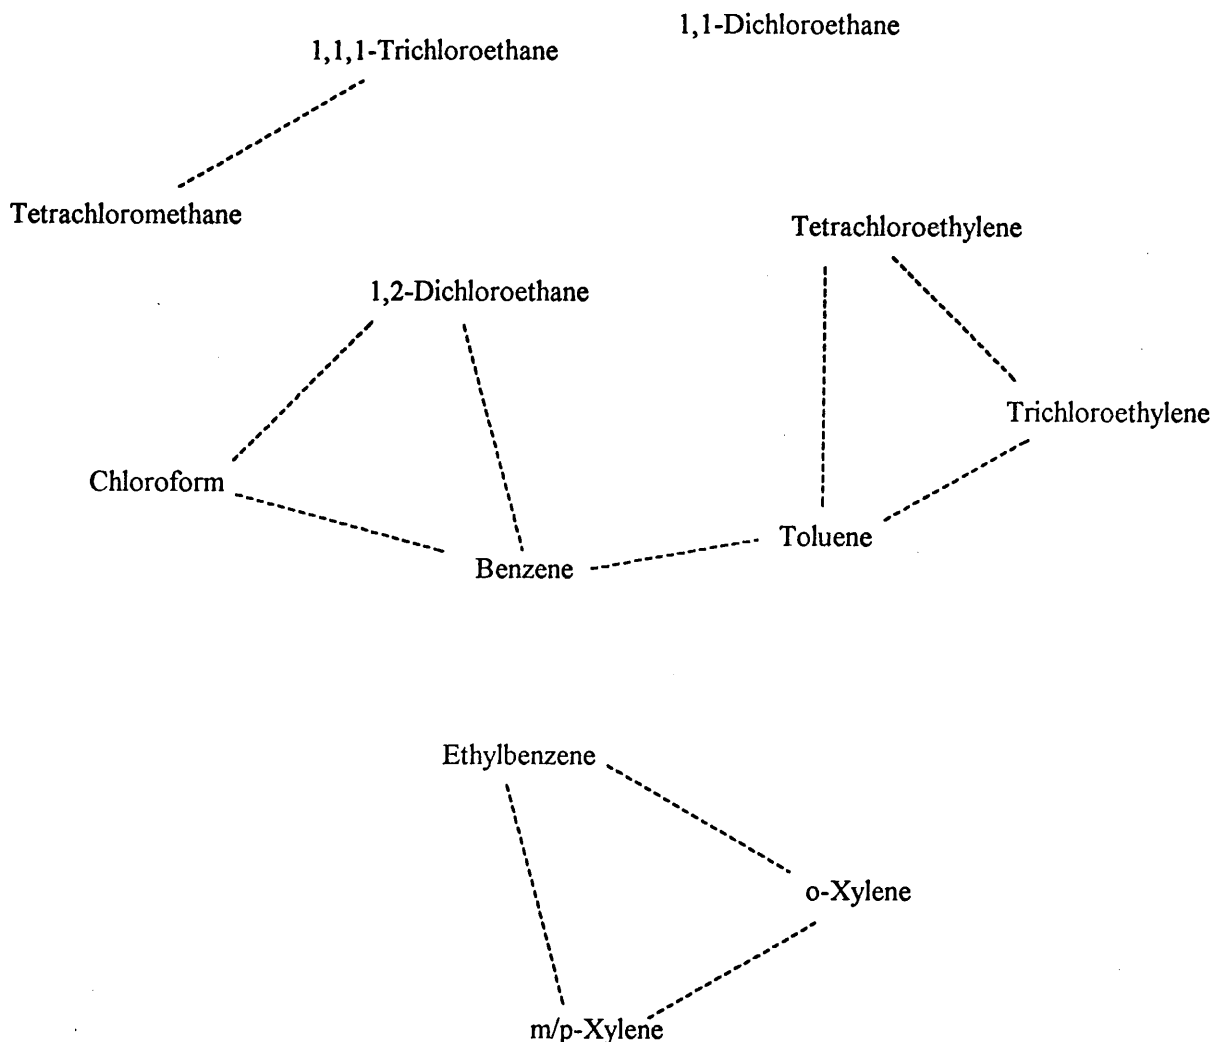 1,1-Dichloroethane
1,1,1-Trichloroethane
Tetrachloromethane
Tetrachloroethylene
1,2-Dichloroethane
Trichloroethylene
Chloroform
Toluene
Benzene
Ethylbenzene
o-Xylene
m/p-Xylene